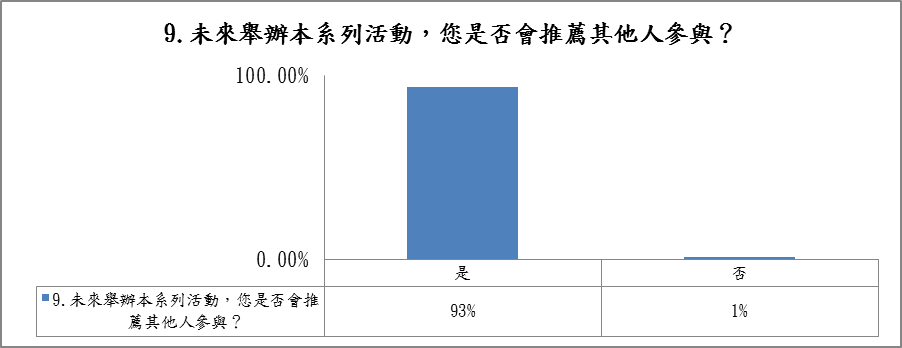 9.未來舉辦本系列活動，您是否會推薦其他人參與？
100.00%
0.00%
是 否
9.未來舉辦本系列活動，您是否會推
薦其他人參與？
93% 1%